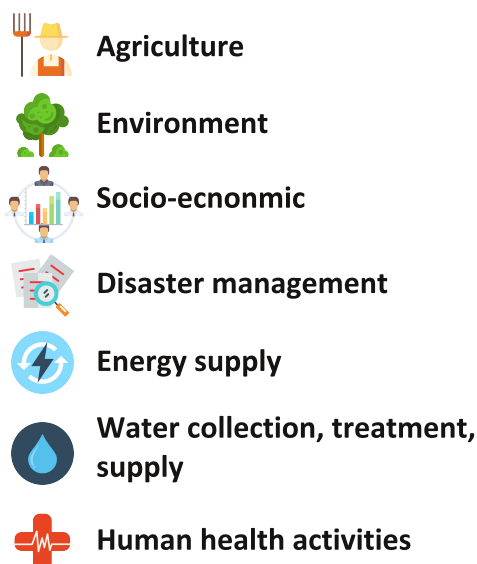 Agriculture
Environment
Socio-ecnonmic
Disaster management
Energy supply
Water collection, treatment,
supply
Human health activities